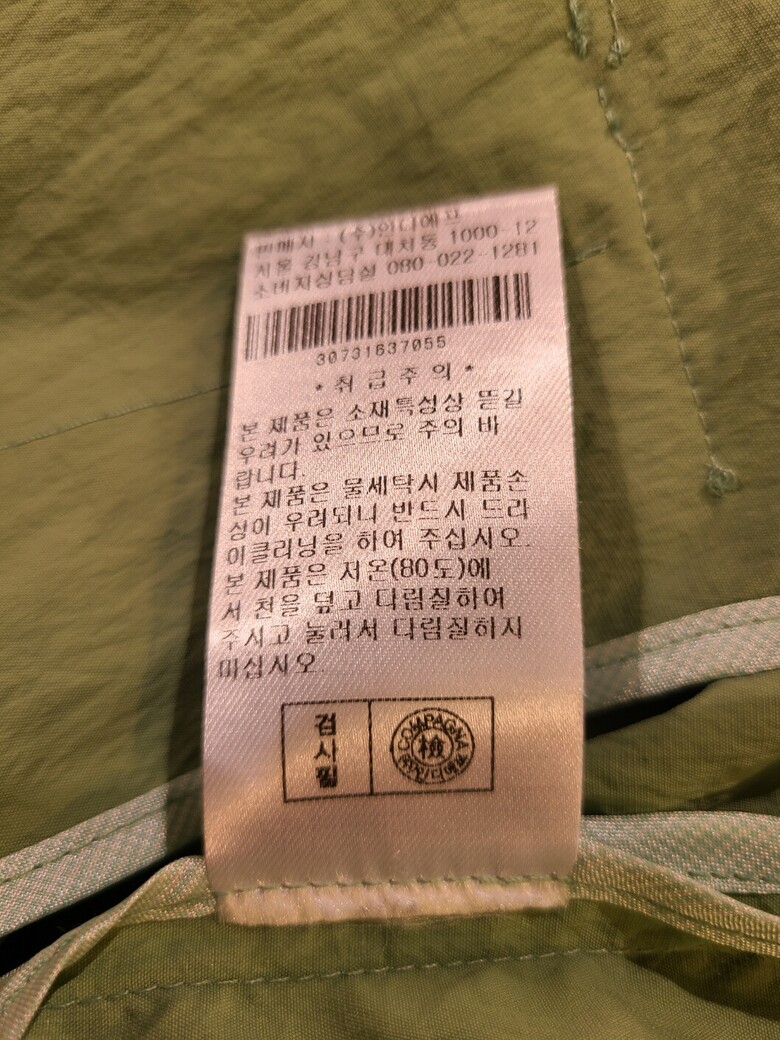 판매사 : (주)인디에프
서울 강남구 대치동 1000-12
소비자상담실 080-022-1281
30731637055
* 취 급 주 의 *
본 제품은 소재특성상 뜯길
우려가 있으므로 주의 바
랍니다.
본 제품은 물세탁시 제품손
상이 우려되니 반드시 드라
이클리닝을 하여 주십시오.
본 제품은 저온(80도)에
서 천을 덮고 다림질하여
주시고 눌러서 다림질하지
마십시오.
검
사
필
COMPAGNA
檢
(주)인디에프